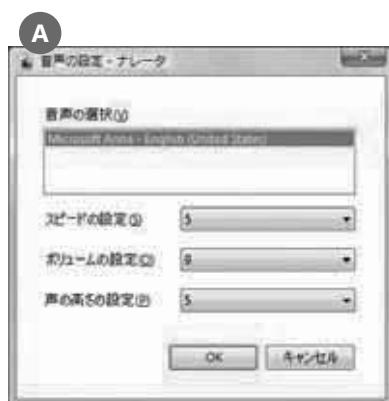 A
音声の設定 - ナレータ
音声の選択(V)
Microsoft Anna - English (United States)
スピードの設定(S) 5
ボリュームの設定(O) 9
声の高さの設定(P) 5
OK キャンセル